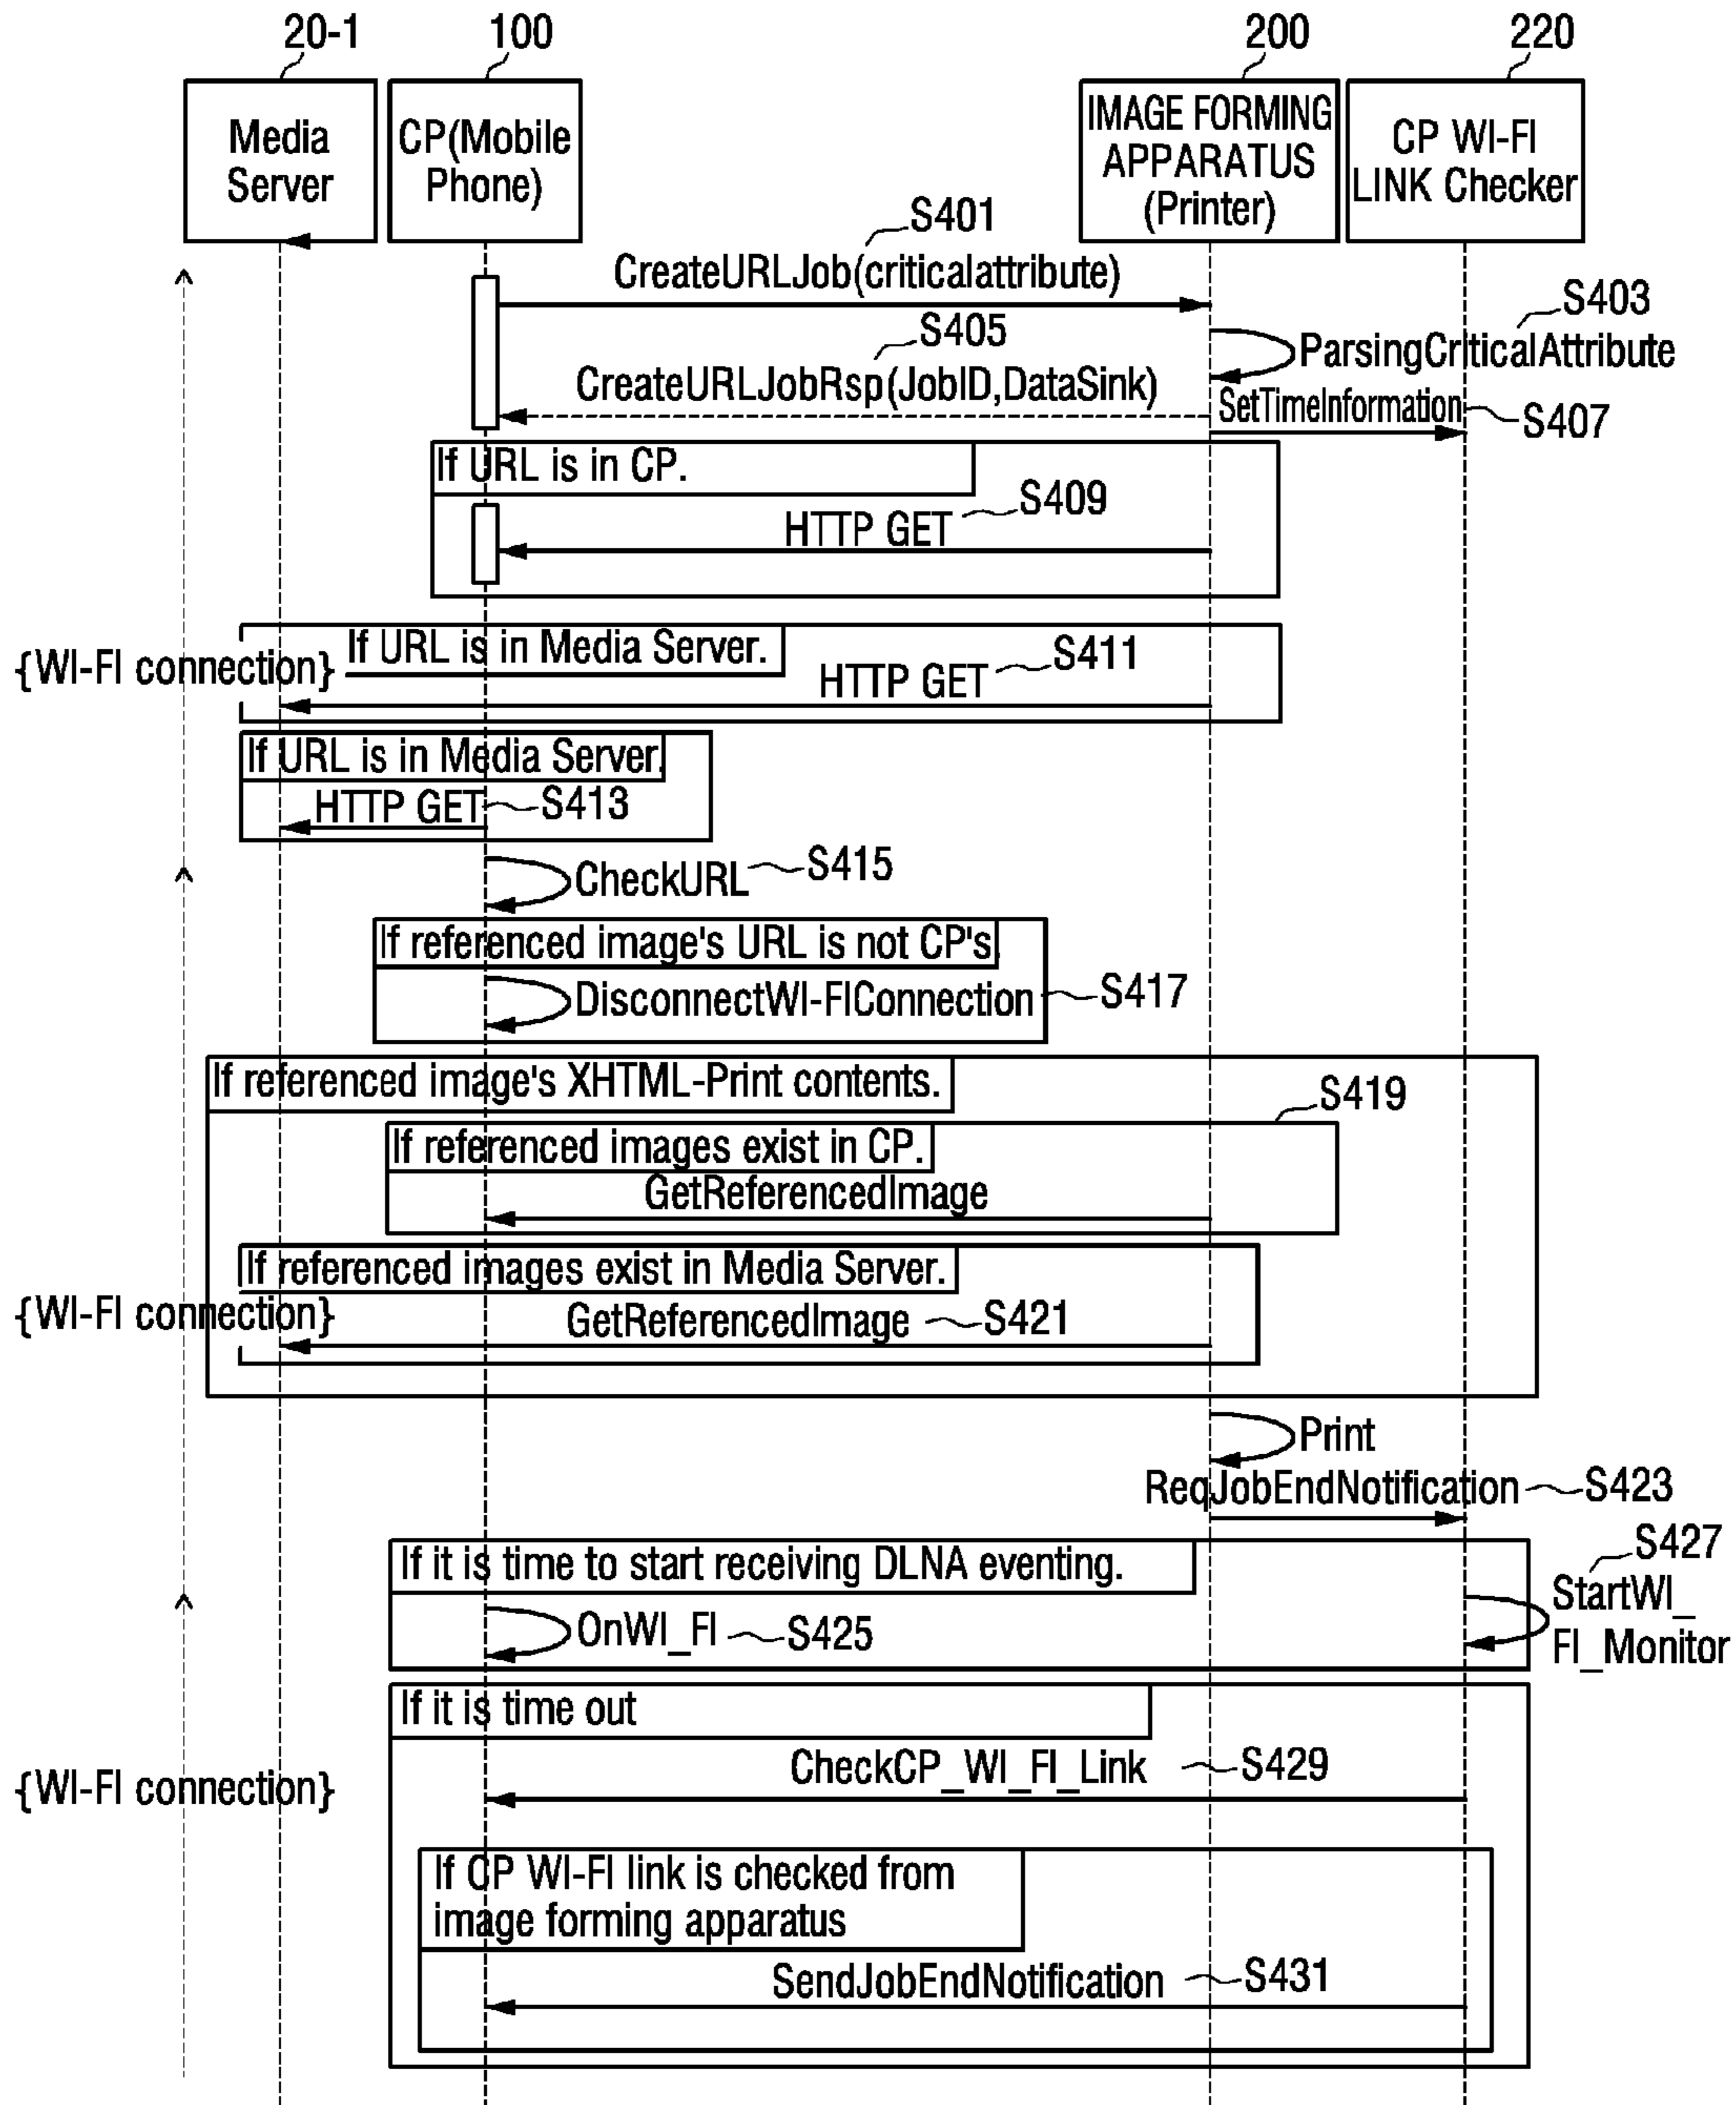 20-1
100
200
220
Media
Server
CP(Mobile
Phone)
IMAGE FORMING
APPARATUS
(Printer)
CP WI-FI
LINK Checker
S401
CreateURLJob(criticalattribute)
S403
ParsingCriticalAttribute
S405
CreateURLJobRsp(JobID,DataSink)
SetTimeInformation
S407
If URL is in CP.
HTTP GET
S409
{WI-FI connection}
If URL is in Media Server.
HTTP GET
S411
If URL is in Media Server.
HTTP GET
S413
CheckURL
S415
If referenced image's URL is not CP's.
DisconnectWI-FIConnection
S417
If referenced image's XHTML-Print contents.
S419
If referenced images exist in CP.
GetReferencedImage
If referenced images exist in Media Server.
{WI-FI connection}
GetReferencedImage
S421
Print
ReqJobEndNotification
S423
If it is time to start receiving DLNA eventing.
S427
StartWI_
FI_Monitor
OnWI_FI
S425
If it is time out
{WI-FI connection}
CheckCP_WI_FI_Link
S429
If CP WI-FI link is checked from
image forming apparatus
SendJobEndNotification
S431